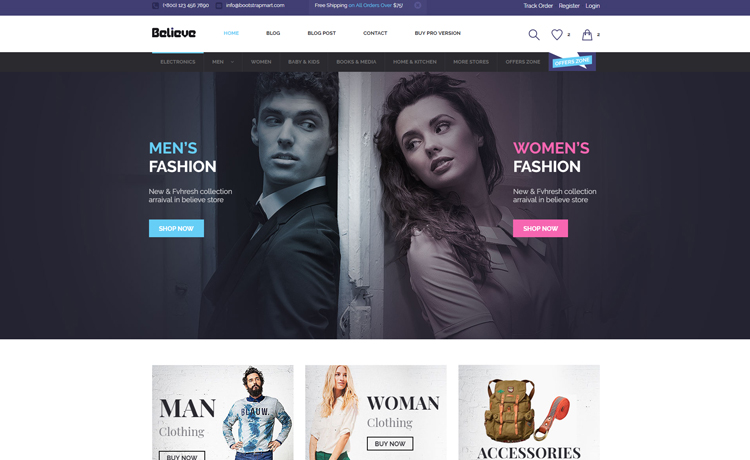 (+800) 123 456 7890
info@bootstrapmart.com
Free Shipping on All Orders Over $75!
Track Order
Register
Login
Believe
HOME
BLOG
BLOG POST
CONTACT
BUY PRO VERSION
2
2
ELECTRONICS
MEN
WOMEN
BABY & KIDS
BOOKS & MEDIA
HOME & KITCHEN
MORE STORES
OFFERS ZONE
OFFERS ZONE
MEN'S
FASHION
New & Fvhresh collection
arraival in believe store
SHOP NOW
WOMEN'S
FASHION
New & Fvhresh collection
arraival in believe store
SHOP NOW
MAN
Clothing
BUY NOW
BLAUW.
WOMAN
Clothing
BUY NOW
ACCESSORIES